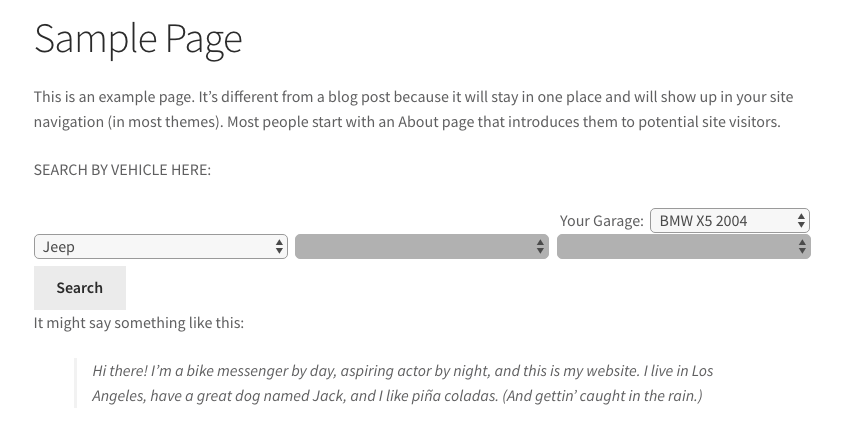 Sample Page
This is an example page. It’s different from a blog post because it will stay in one place and will show up in your site
navigation (in most themes). Most people start with an About page that introduces them to potential site visitors.
SEARCH BY VEHICLE HERE:
Your Garage: BMW X5 2004
Jeep
Search
It might say something like this:
Hi there! I’m a bike messenger by day, aspiring actor by night, and this is my website. I live in Los
Angeles, have a great dog named Jack, and I like piña coladas. (And gettin’ caught in the rain.)